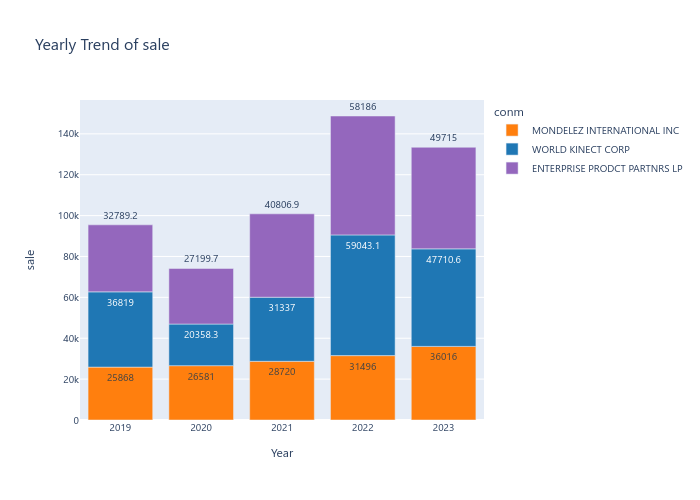 Yearly Trend of sale
conm
MONDELEZ INTERNATIONAL INC
WORLD KINECT CORP
ENTERPRISE PRODCT PARTNRS LP
sale
140k
120k
100k
80k
60k
40k
20k
0
32789.2
36819
25868
27199.7
20358.3
26581
40806.9
31337
28720
58186
59043.1
31496
49715
47710.6
36016
2019
2020
2021
2022
2023
Year